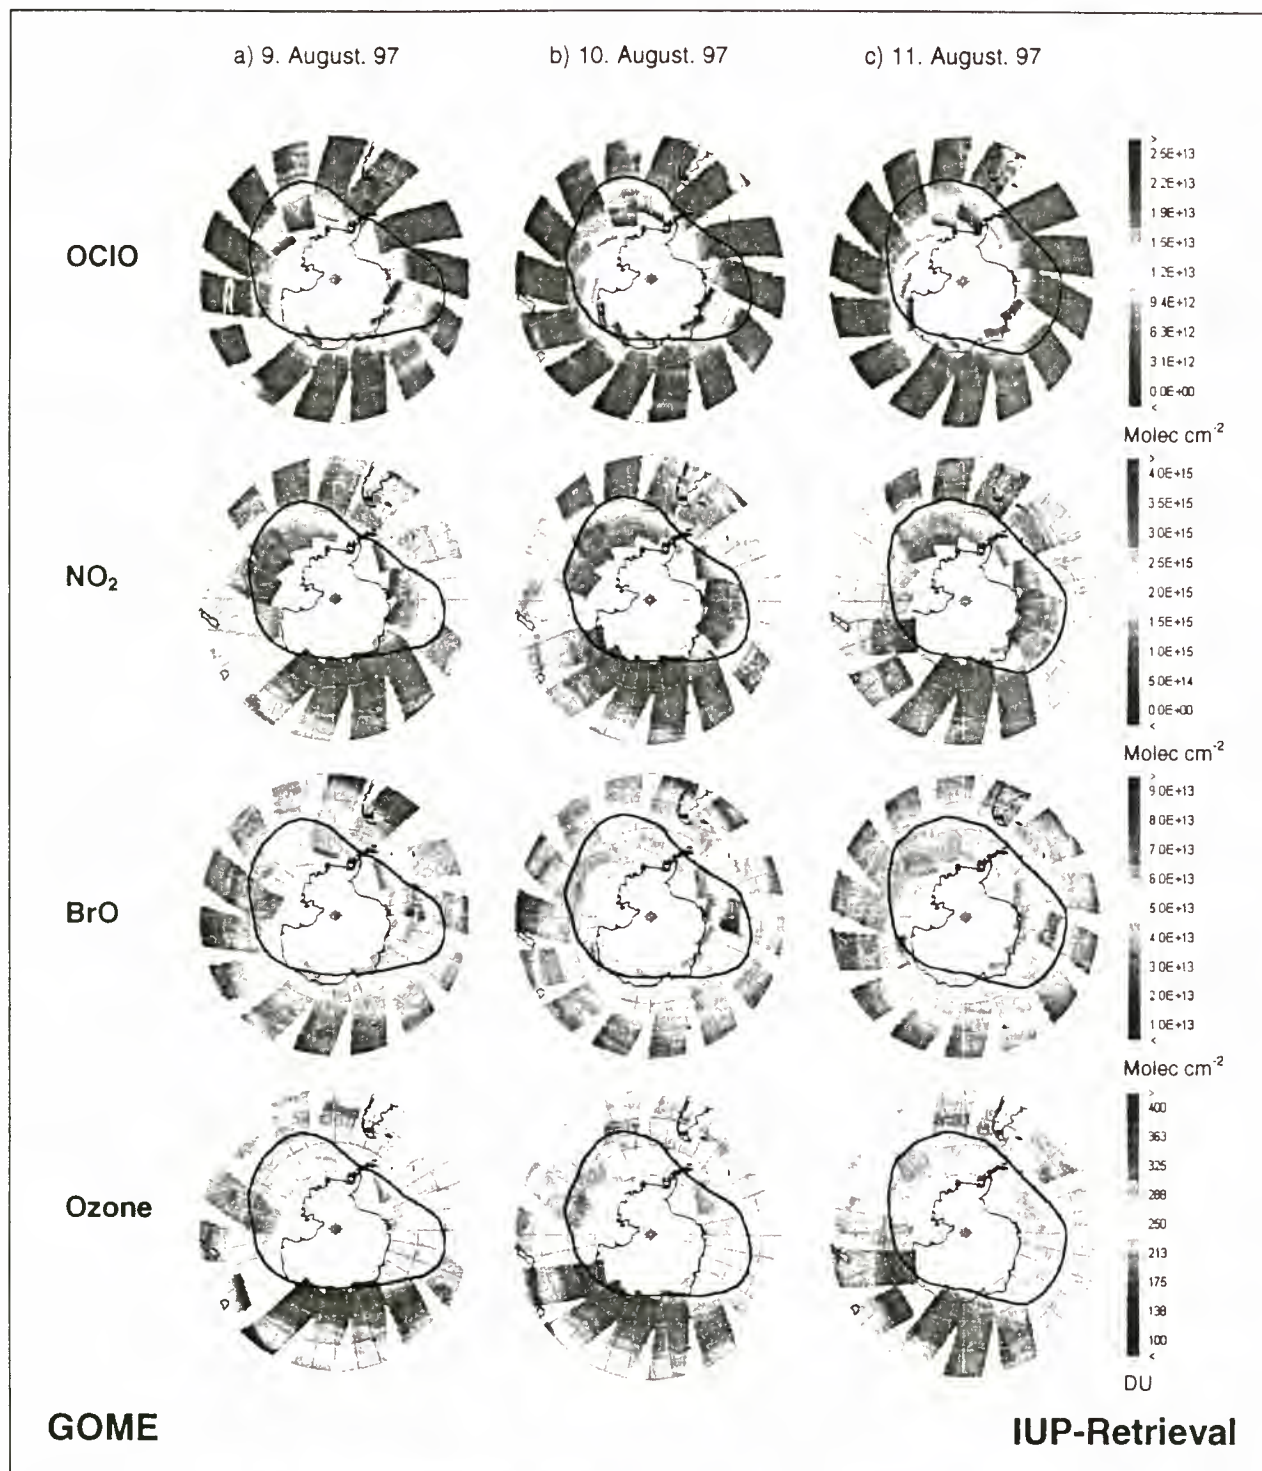 a) 9. August. 97
b) 10. August. 97
c) 11. August. 97
OClO
>
2.5E+13
2.2E+13
1.9E+13
1.5E+13
1.2E+13
9.4E+12
6.3E+12
3.1E+12
0.0E+00
<
Molec cm⁻²
NO₂
>
4.0E+15
3.5E+15
3.0E+15
2.5E+15
2.0E+15
1.5E+15
1.0E+15
5.0E+14
0.0E+00
<
Molec cm⁻²
BrO
>
9.0E+13
8.0E+13
7.0E+13
6.0E+13
5.0E+13
4.0E+13
3.0E+13
2.0E+13
1.0E+13
<
Molec cm⁻²
Ozone
>
400
363
325
288
250
213
175
138
100
<
DU
GOME
IUP-Retrieval